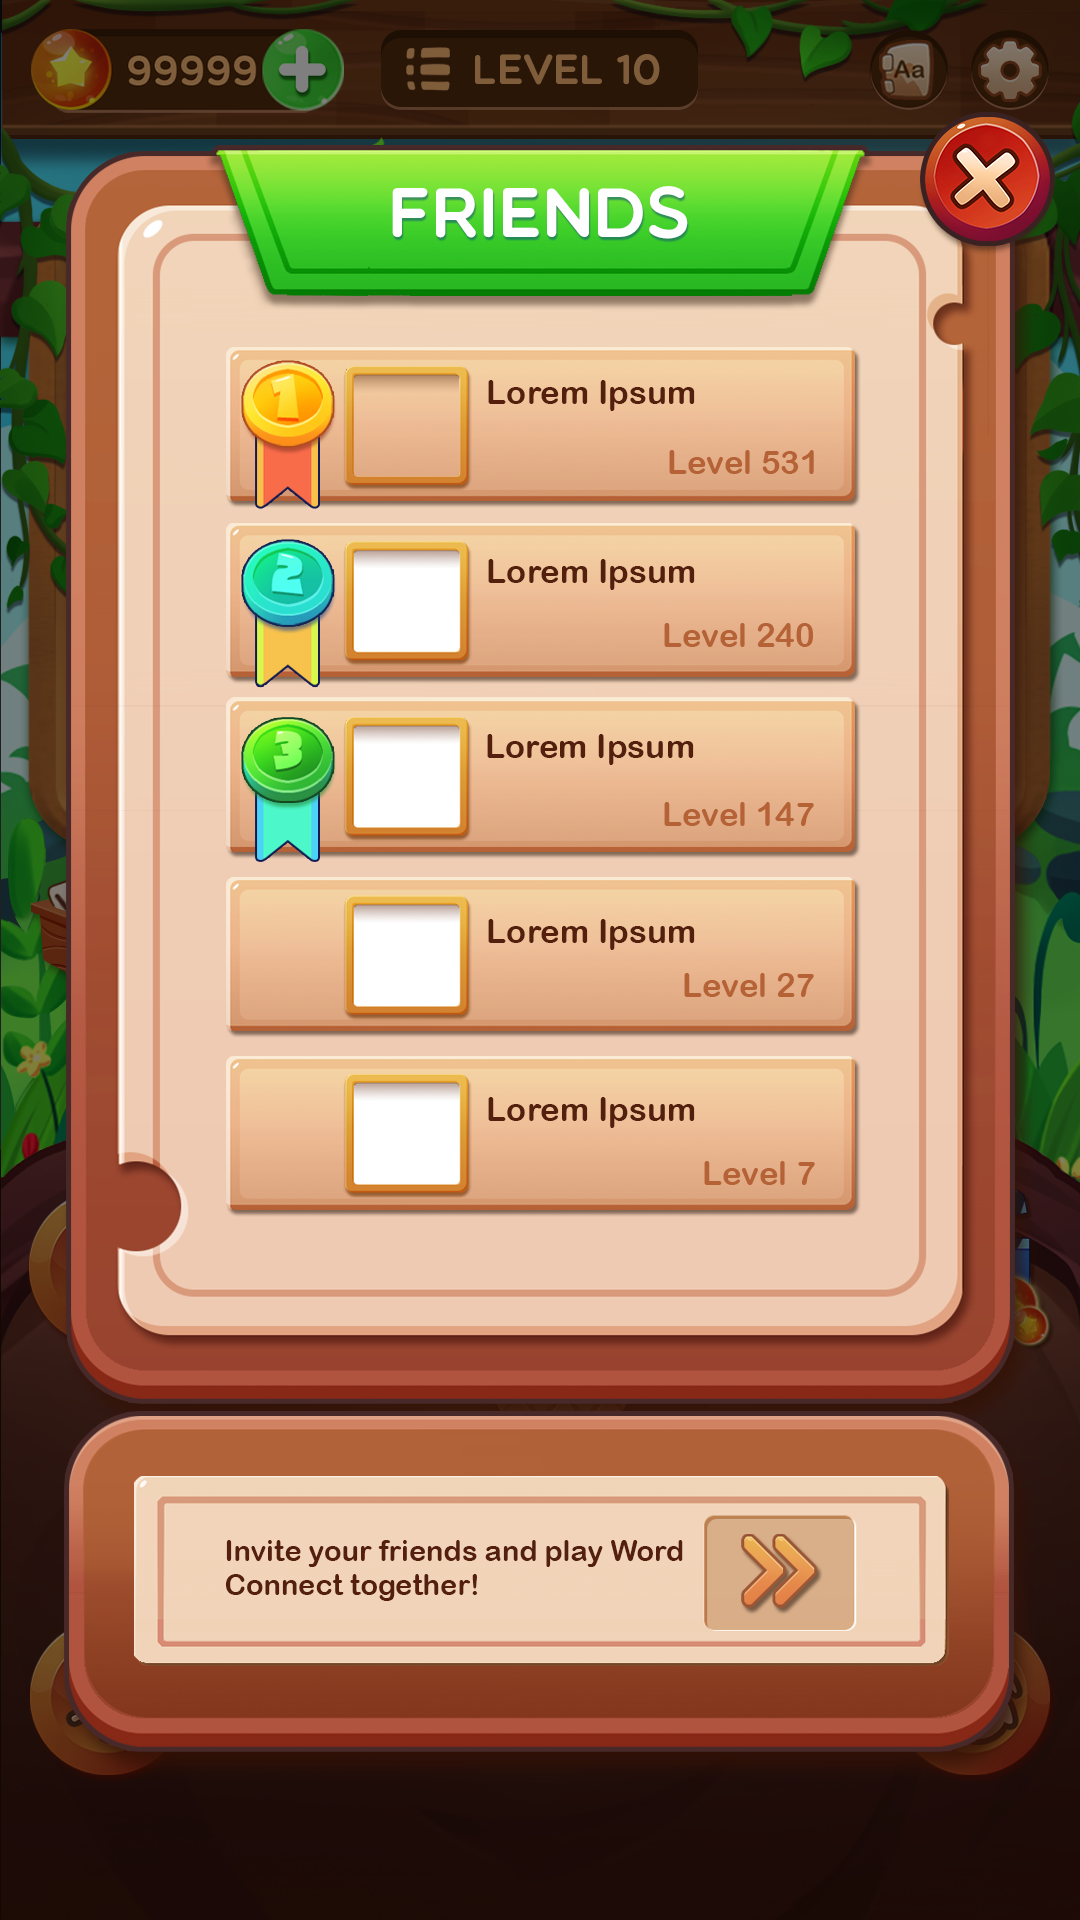 99999
LEVEL 10
Aa
FRIENDS
1
Lorem Ipsum
Level 531
2
Lorem Ipsum
Level 240
3
Lorem Ipsum
Level 147
Lorem Ipsum
Level 27
Lorem Ipsum
Level 7
Invite your friends and play Word
Connect together!